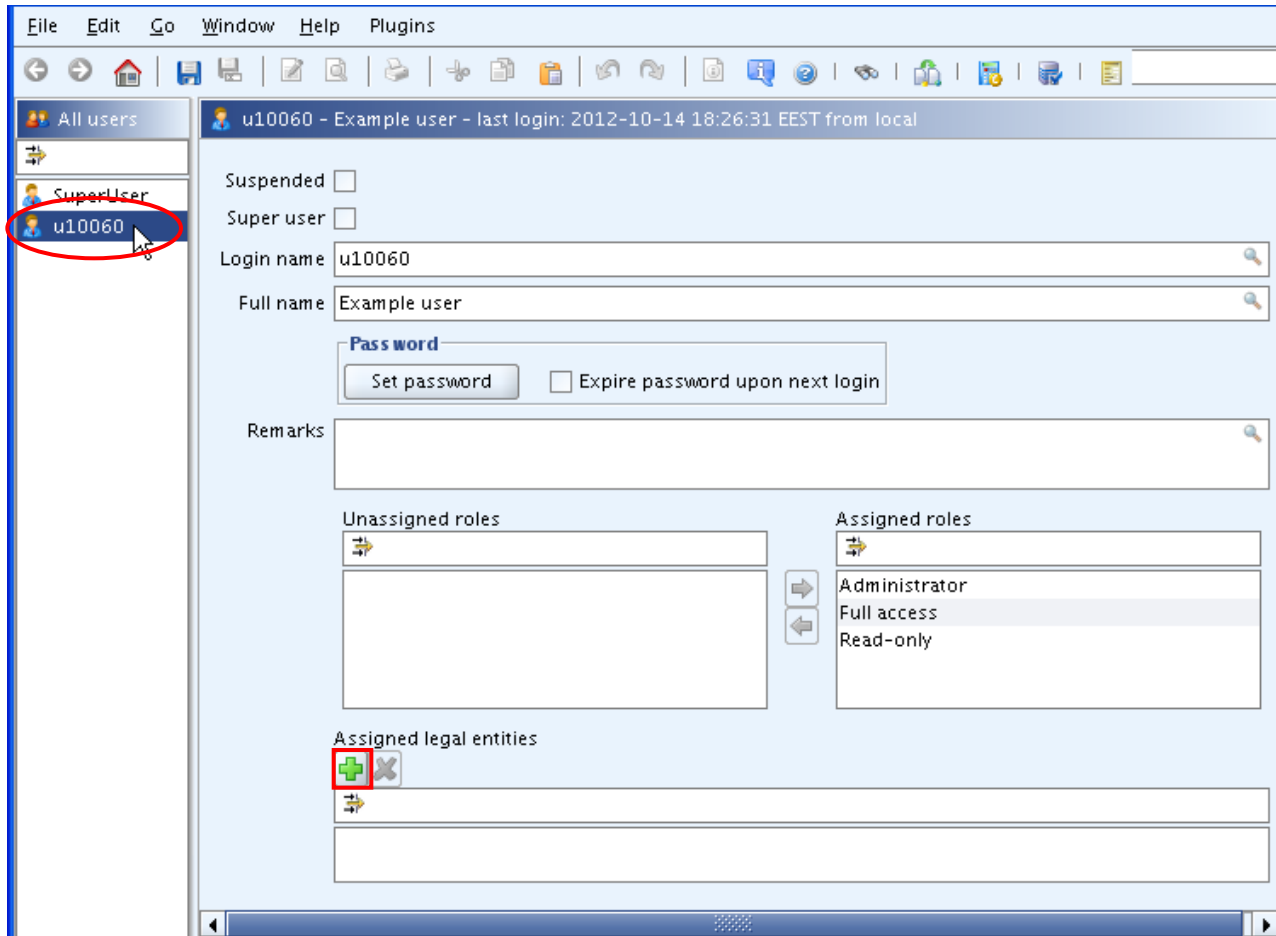 File Edit Go Window Help Plugins
All users
u10060 - Example user - last login: 2012-10-14 18:26:31 EEST from local
SuperUser
u10060
Suspended
Super user
Login name u10060
Full name Example user
Password
Set password Expire password upon next login
Remarks
Unassigned roles Assigned roles
Administrator
Full access
Read-only
Assigned legal entities